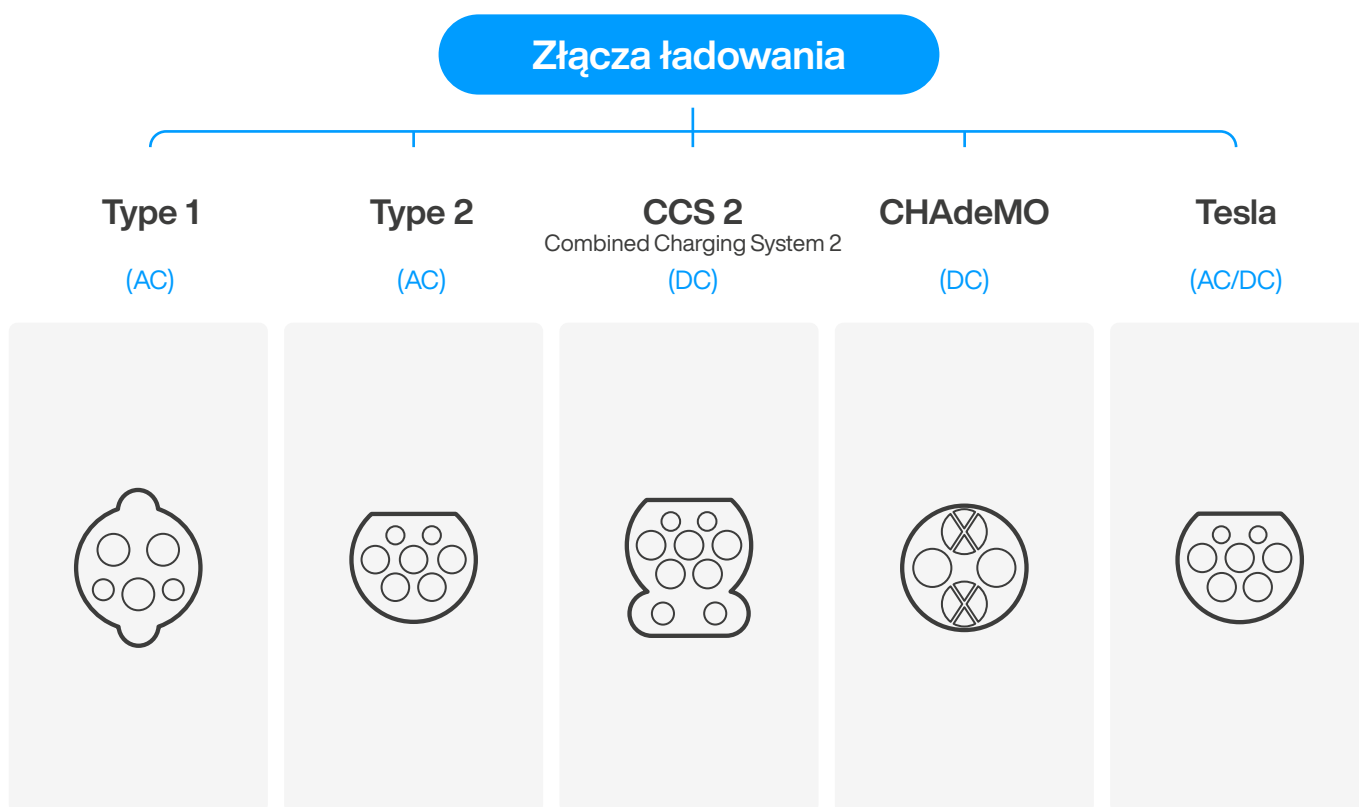 Złącza ładowania
Type 1
(AC)
Type 2
(AC)
CCS 2
Combined Charging System 2
(DC)
CHAdeMO
(DC)
Tesla
(AC/DC)